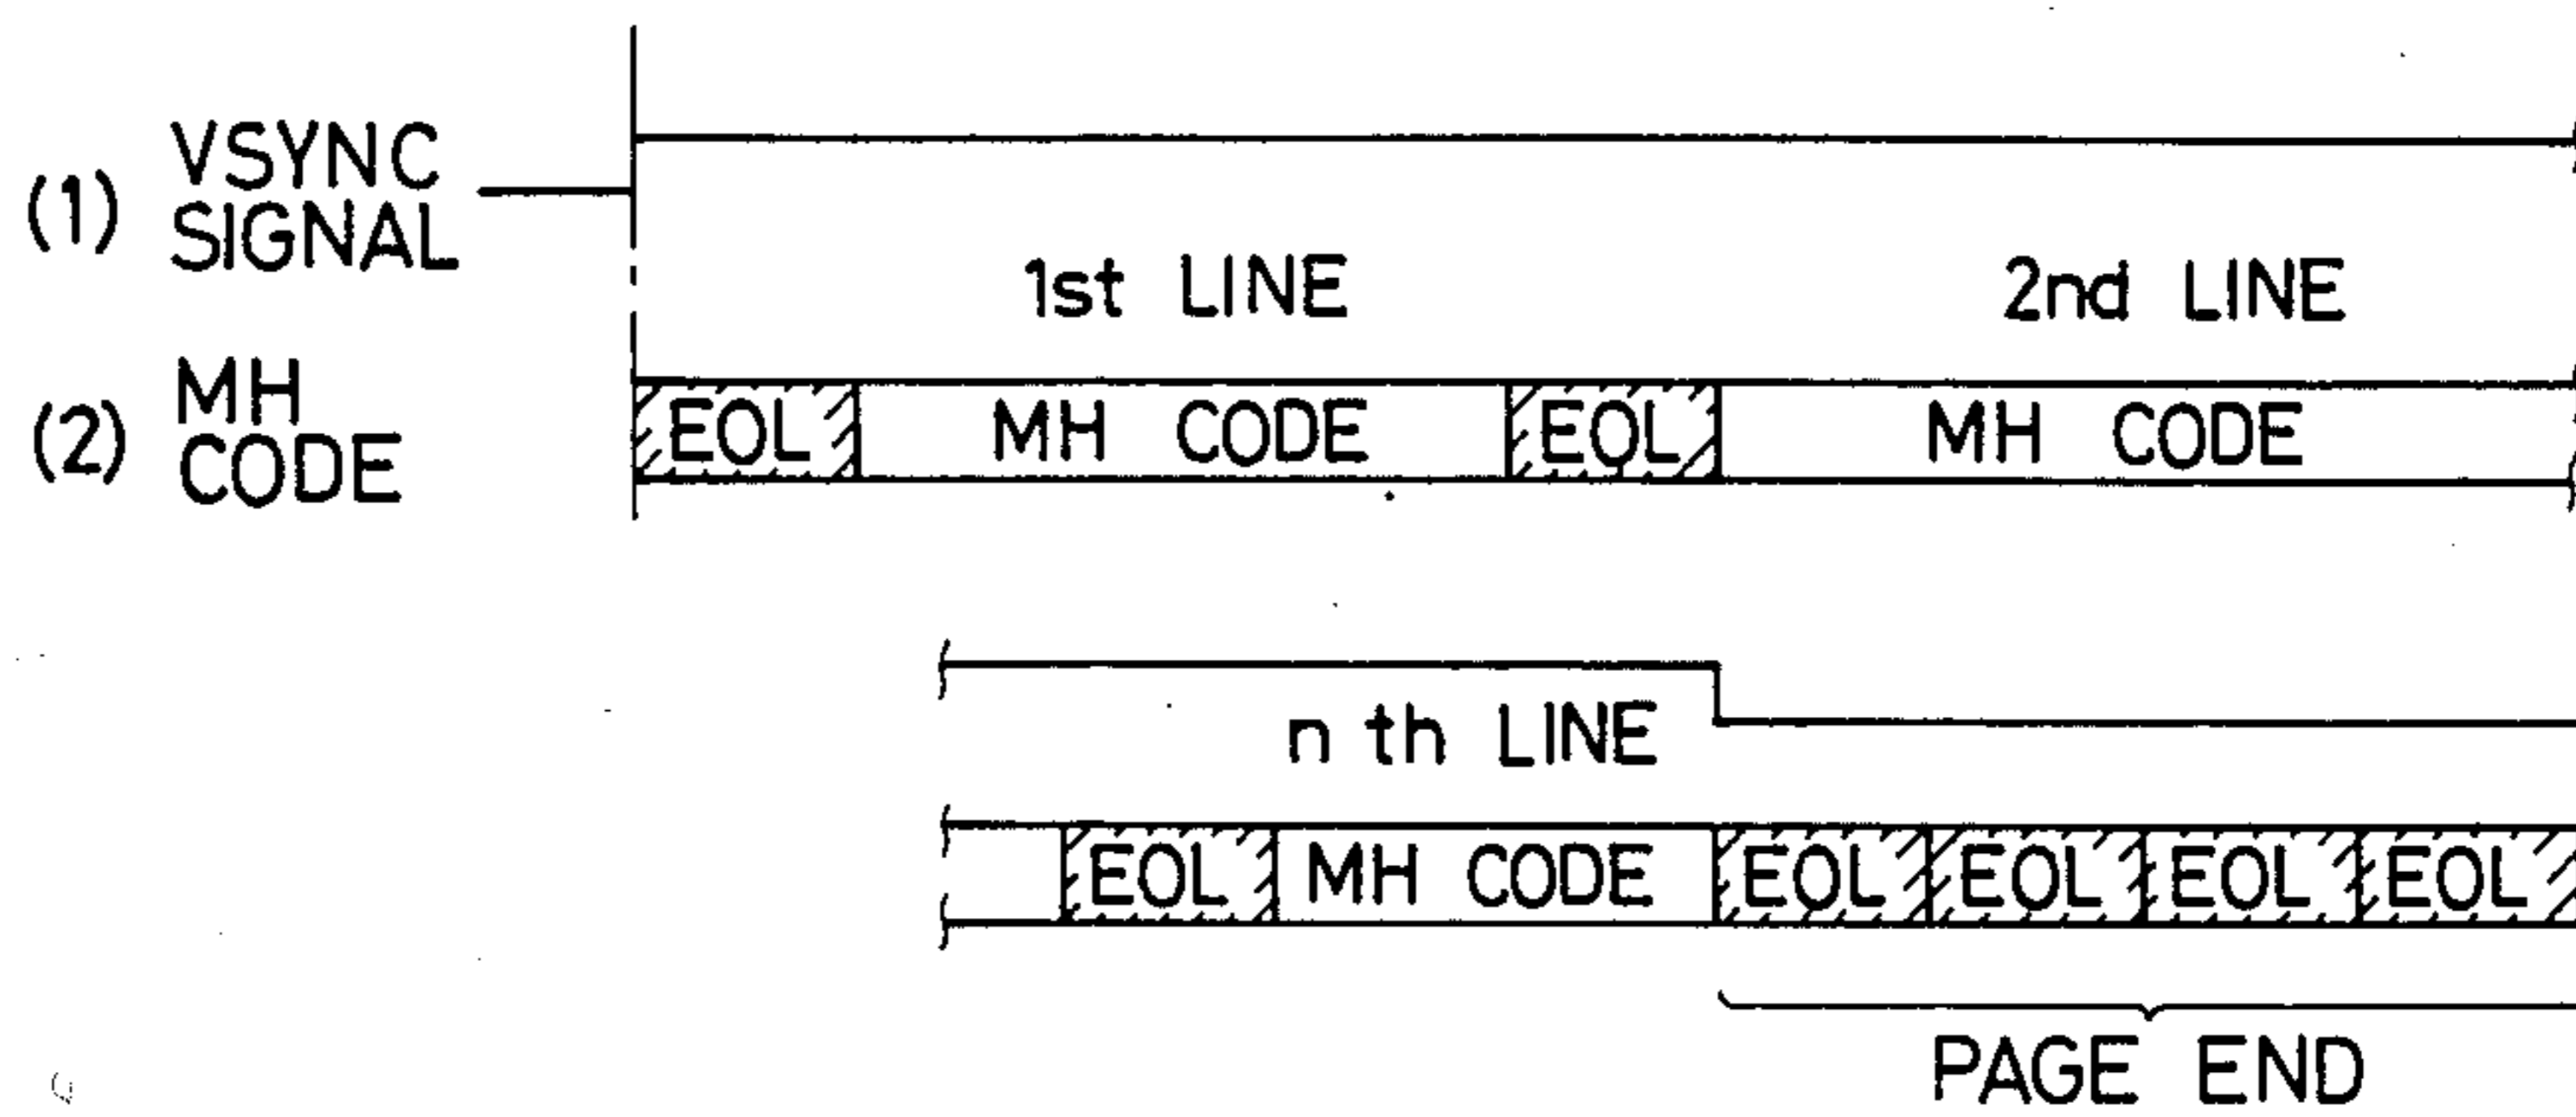 (1) VSYNC
SIGNAL
1st LINE 2nd LINE
(2) MH
CODE
EOL MH CODE EOL MH CODE
n th LINE
EOL MH CODE EOL EOL EOL EOL
PAGE END